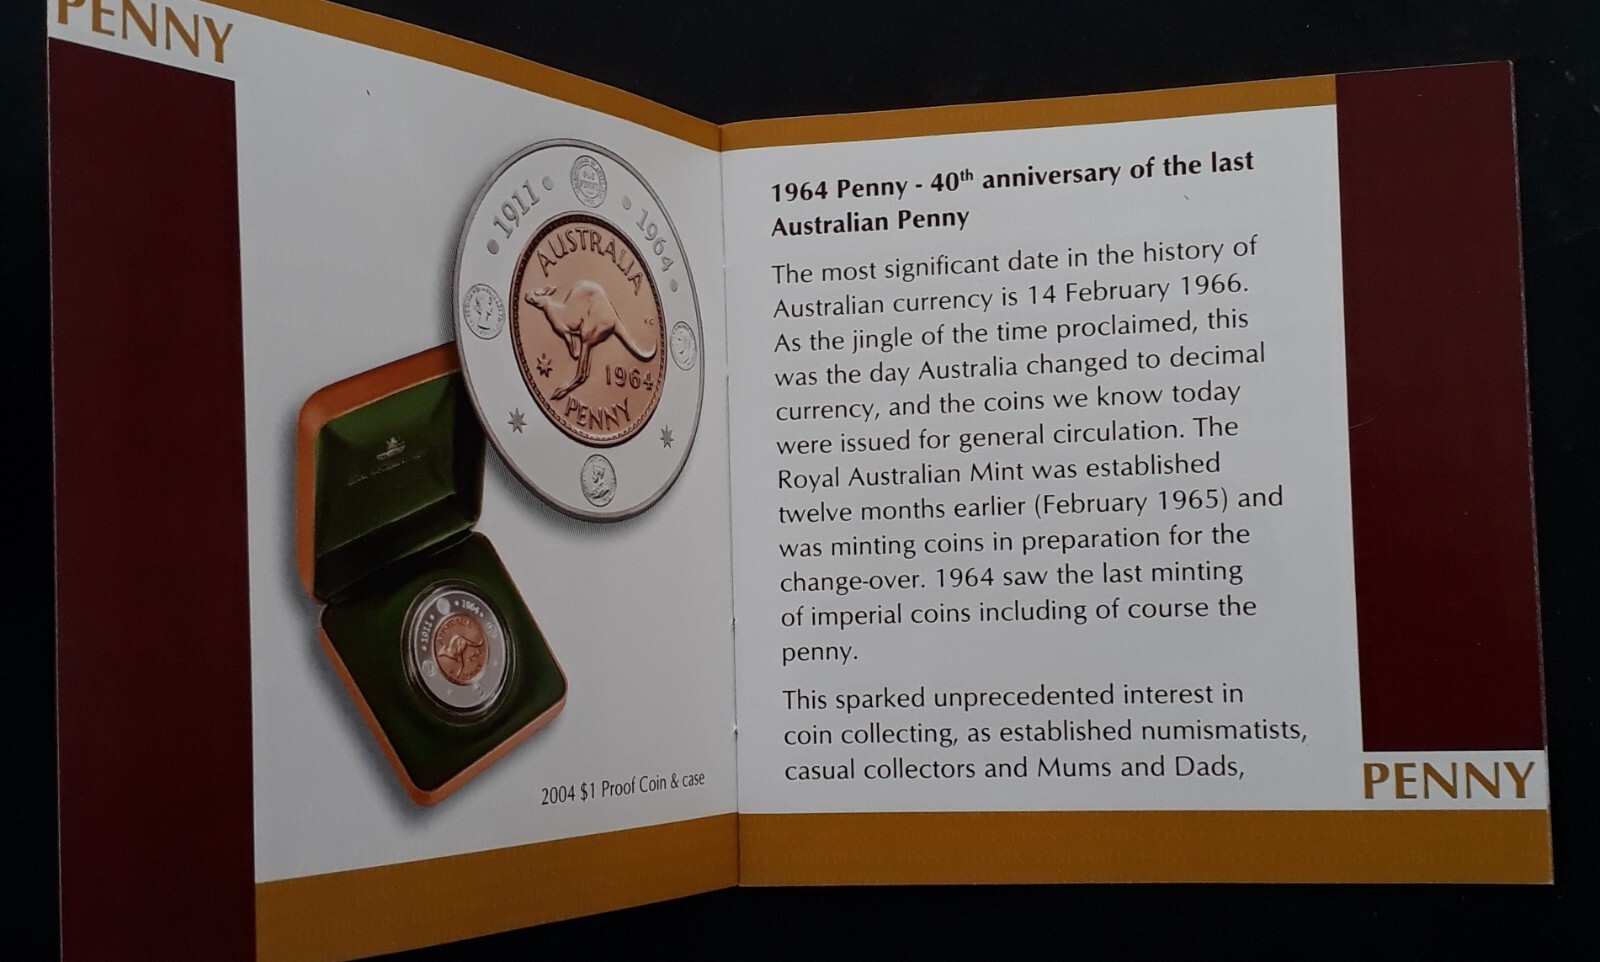 PENNY
1911
1964
AUSTRALIA
KG
1964
PENNY
1911 • 1964
2004 $1 Proof Coin & case
1964 Penny - 40th anniversary of the last
Australian Penny
The most significant date in the history of
Australian currency is 14 February 1966.
As the jingle of the time proclaimed, this
was the day Australia changed to decimal
currency, and the coins we know today
were issued for general circulation. The
Royal Australian Mint was established
twelve months earlier (February 1965) and
was minting coins in preparation for the
change-over. 1964 saw the last minting
of imperial coins including of course the
penny.
This sparked unprecedented interest in
coin collecting, as established numismatists,
casual collectors and Mums and Dads,
PENNY